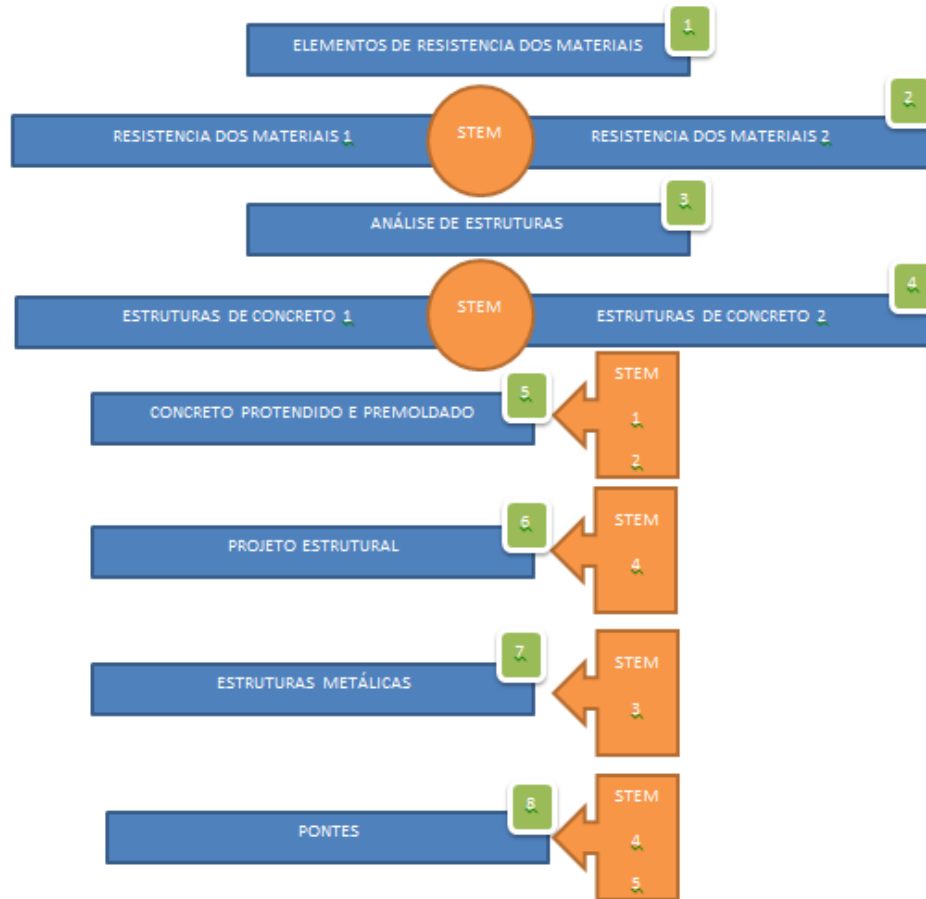 1
ELEMENTOS DE RESISTENCIA DOS MATERIAIS
2
RESISTENCIA DOS MATERIAIS 1
STEM
RESISTENCIA DOS MATERIAIS 2
3
ANÁLISE DE ESTRUTURAS
4
ESTRUTURAS DE CONCRETO 1
STEM
ESTRUTURAS DE CONCRETO 2
5
CONCRETO PROTENDIDO E PREMOLDADO
STEM
1
2
6
PROJETO ESTRUTURAL
STEM
4
7
ESTRUTURAS METÁLICAS
STEM
3
8
PONTES
STEM
4
5